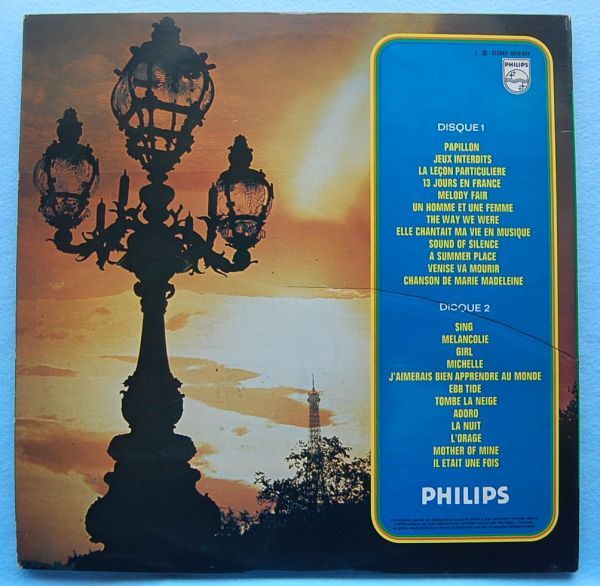 STEREO 6620 034
PHILIPS
DISQUE 1
PAPILLON
JEUX INTERDITS
LA LEÇON PARTICULIERE
13 JOURS EN FRANCE
MELODY FAIR
UN HOMME ET UNE FEMME
THE WAY WE WERE
ELLE CHANTAIT MA VIE EN MUSIQUE
SOUND OF SILENCE
A SUMMER PLACE
VENISE VA MOURIR
CHANSON DE MARIE MADELEINE
DISQUE 2
SING
MELANCOLIE
GIRL
MICHELLE
J'AIMERAIS BIEN APPRENDRE AU MONDE
EBB TIDE
TOMBE LA NEIGE
ADORO
LA NUIT
L'ORAGE
MOTHER OF MINE
IL ETAIT UNE FOIS
PHILIPS